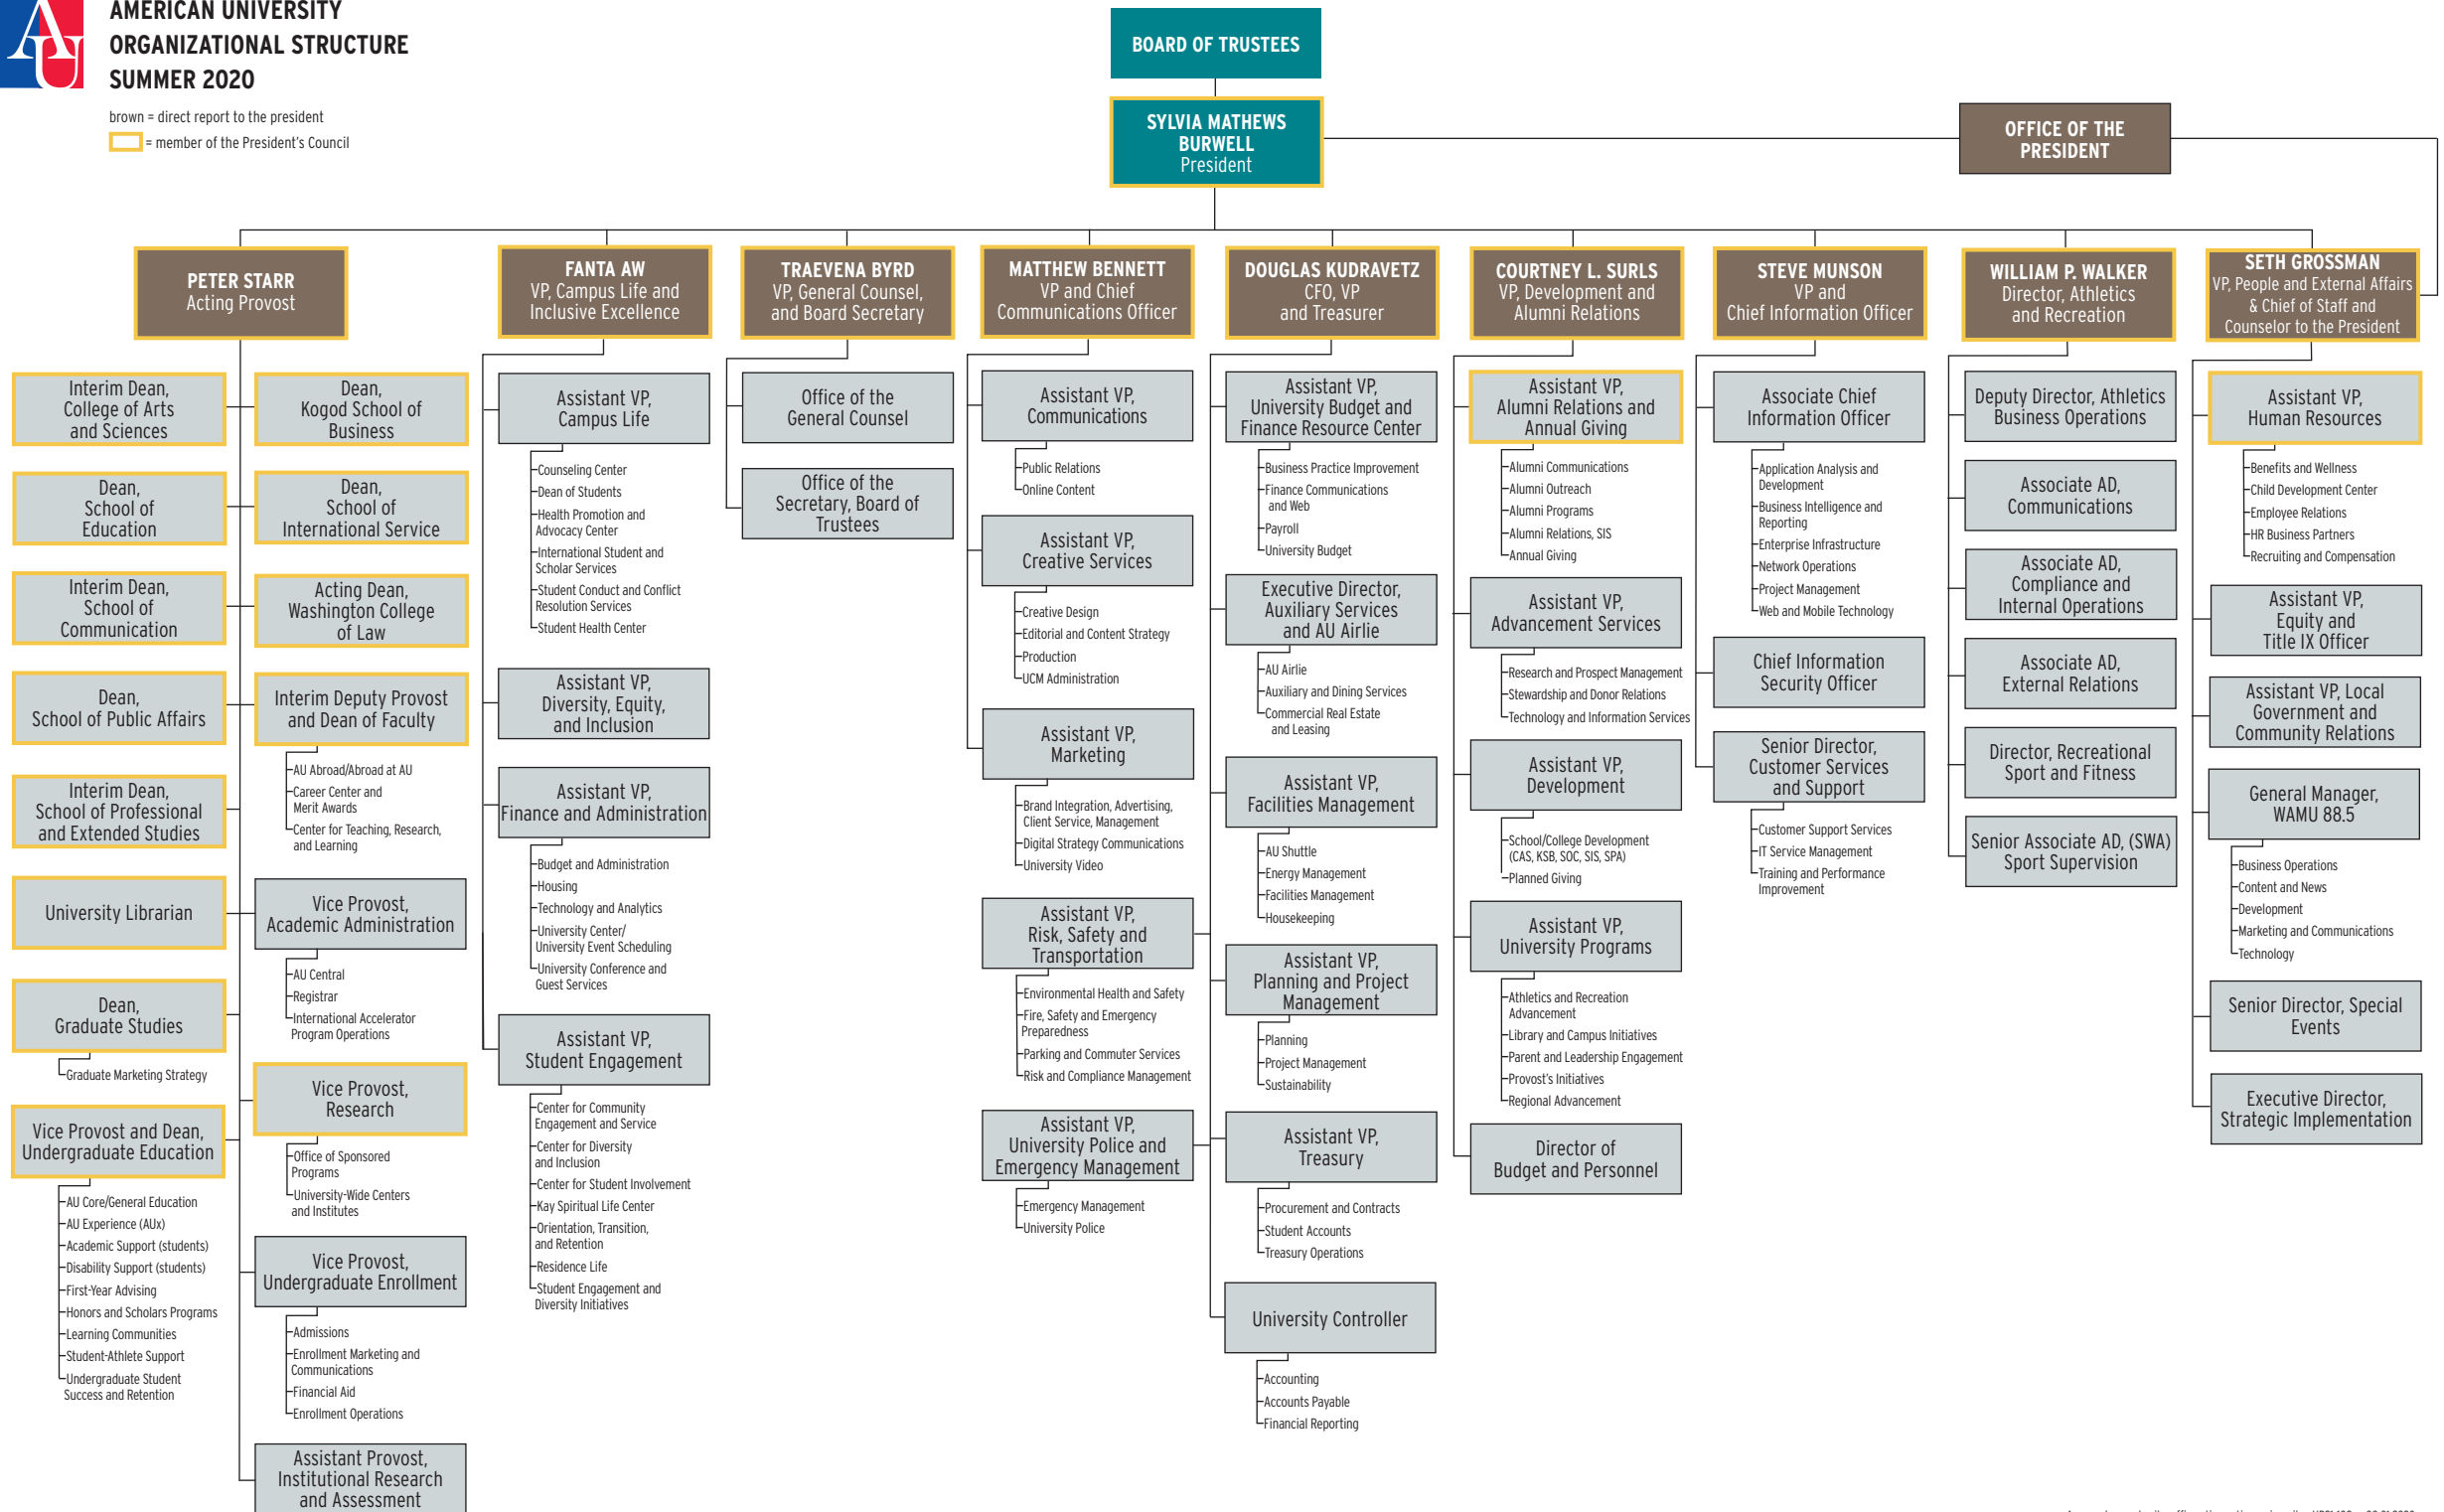 AU
AMERICAN UNIVERSITY
ORGANIZATIONAL STRUCTURE
SUMMER 2020
brown = direct report to the president
= member of the President's Council
BOARD OF TRUSTEES
SYLVIA MATHEWS
BURWELL
President
OFFICE OF THE
PRESIDENT
PETER STARR
Acting Provost
Interim Dean,
College of Arts
and Sciences
Dean,
Kogod School of
Business
Dean,
School of
Education
Dean,
School of
International Service
Interim Dean,
School of
Communication
Acting Dean,
Washington College
of Law
Dean,
School of Public Affairs
Interim Deputy Provost
and Dean of Faculty
AU Abroad/Abroad at AU
Career Center and
Merit Awards
Center for Teaching, Research,
and Learning
Interim Dean,
School of Professional
and Extended Studies
University Librarian
Vice Provost,
Academic Administration
AU Central
Registrar
International Accelerator
Program Operations
Dean,
Graduate Studies
Graduate Marketing Strategy
Vice Provost,
Research
Office of Sponsored
Programs
University-Wide Centers
and Institutes
Vice Provost and Dean,
Undergraduate Education
AU Core/General Education
AU Experience (AUx)
Academic Support (students)
Disability Support (students)
First-Year Advising
Honors and Scholars Programs
Learning Communities
Student-Athlete Support
Undergraduate Student
Success and Retention
Vice Provost,
Undergraduate Enrollment
Admissions
Enrollment Marketing and
Communications
Financial Aid
Enrollment Operations
Assistant Provost,
Institutional Research
and Assessment
FANTA AW
VP, Campus Life and
Inclusive Excellence
Assistant VP,
Campus Life
Counseling Center
Dean of Students
Health Promotion and
Advocacy Center
International Student and
Scholar Services
Student Conduct and Conflict
Resolution Services
Student Health Center
Assistant VP,
Diversity, Equity,
and Inclusion
Assistant VP,
Finance and Administration
Budget and Administration
Housing
Technology and Analytics
University Center/
University Event Scheduling
University Conference and
Guest Services
Assistant VP,
Student Engagement
Center for Community
Engagement and Service
Center for Diversity
and Inclusion
Center for Student Involvement
Kay Spiritual Life Center
Orientation, Transition,
and Retention
Residence Life
Student Engagement and
Diversity Initiatives
TRAEVENA BYRD
VP, General Counsel,
and Board Secretary
Office of the
General Counsel
Office of the
Secretary, Board of
Trustees
MATTHEW BENNETT
VP and Chief
Communications Officer
Assistant VP,
Communications
Public Relations
Online Content
Assistant VP,
Creative Services
Creative Design
Editorial and Content Strategy
Production
UCM Administration
Assistant VP,
Marketing
Brand Integration, Advertising,
Client Service, Management
Digital Strategy Communications
University Video
DOUGLAS KUDRAVETZ
CFO, VP
and Treasurer
Assistant VP,
University Budget and
Finance Resource Center
Business Practice Improvement
Finance Communications
and Web
Payroll
University Budget
Executive Director,
Auxiliary Services
and AU Airlie
AU Airlie
Auxiliary and Dining Services
Commercial Real Estate
and Leasing
Assistant VP,
Facilities Management
AU Shuttle
Energy Management
Facilities Management
Housekeeping
Assistant VP,
Risk, Safety and
Transportation
Environmental Health and Safety
Fire, Safety and Emergency
Preparedness
Parking and Commuter Services
Risk and Compliance Management
Assistant VP,
Planning and Project
Management
Planning
Project Management
Sustainability
Assistant VP,
University Police and
Emergency Management
Emergency Management
University Police
Assistant VP,
Treasury
Procurement and Contracts
Student Accounts
Treasury Operations
University Controller
Accounting
Accounts Payable
Financial Reporting
COURTNEY L. SURLS
VP, Development and
Alumni Relations
Assistant VP,
Alumni Relations and
Annual Giving
Alumni Communications
Alumni Outreach
Alumni Programs
Alumni Relations, SIS
Annual Giving
Assistant VP,
Advancement Services
Research and Prospect Management
Stewardship and Donor Relations
Technology and Information Services
Assistant VP,
Development
School/College Development
(CAS, KSB, SOC, SIS, SPA)
Planned Giving
Assistant VP,
University Programs
Athletics and Recreation
Advancement
Library and Campus Initiatives
Parent and Leadership Engagement
Provost's Initiatives
Regional Advancement
Director of
Budget and Personnel
STEVE MUNSON
VP and
Chief Information Officer
Associate Chief
Information Officer
Application Analysis and
Development
Business Intelligence and
Reporting
Enterprise Infrastructure
Network Operations
Project Management
Web and Mobile Technology
Chief Information
Security Officer
Senior Director,
Customer Services
and Support
Customer Support Services
IT Service Management
Training and Performance
Improvement
WILLIAM P. WALKER
Director, Athletics
and Recreation
Deputy Director, Athletics
Business Operations
Associate AD,
Communications
Associate AD,
Compliance and
Internal Operations
Associate AD,
External Relations
Director, Recreational
Sport and Fitness
Senior Associate AD, (SWA)
Sport Supervision
SETH GROSSMAN
VP, People and External Affairs
& Chief of Staff and
Counselor to the President
Assistant VP,
Human Resources
Benefits and Wellness
Child Development Center
Employee Relations
HR Business Partners
Recruiting and Compensation
Assistant VP,
Equity and
Title IX Officer
Assistant VP, Local
Government and
Community Relations
General Manager,
WAMU 88.5
Business Operations
Content and News
Development
Marketing and Communications
Technology
Senior Director, Special
Events
Executive Director,
Strategic Implementation